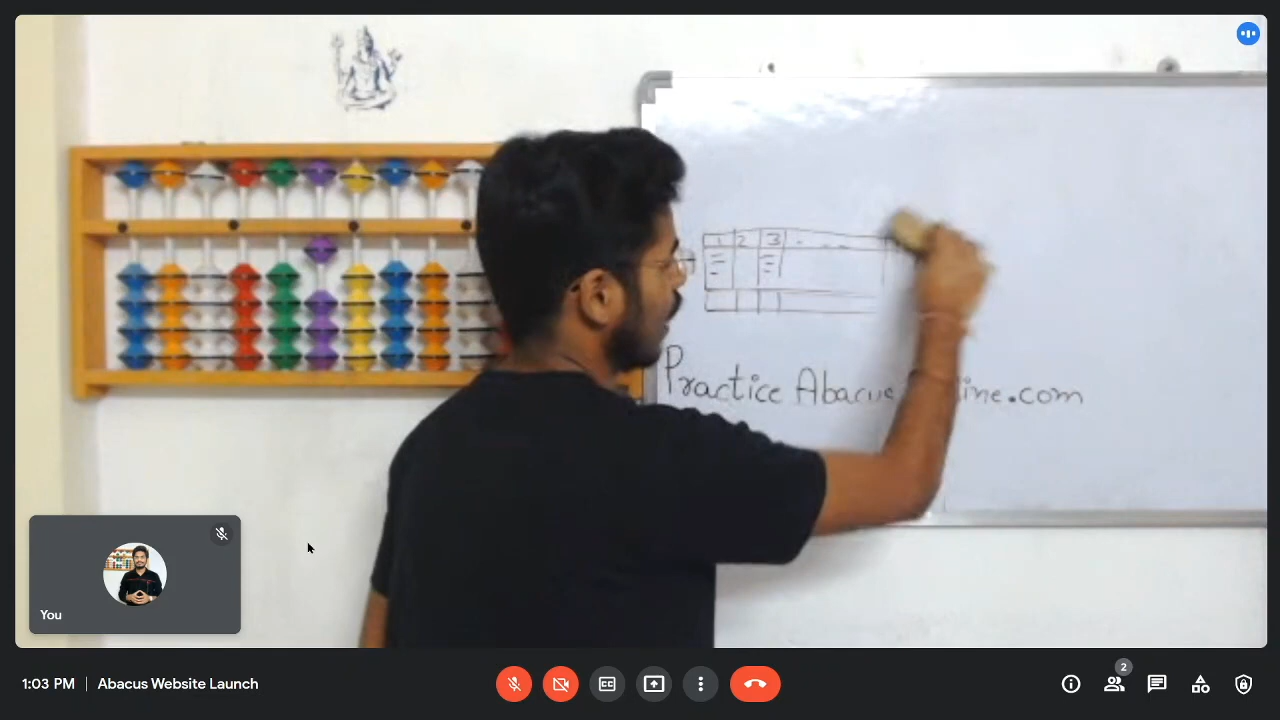 1 2 3 . _ _
Practice Abacus
ine.com
You
1:03 PM | Abacus Website Launch
2